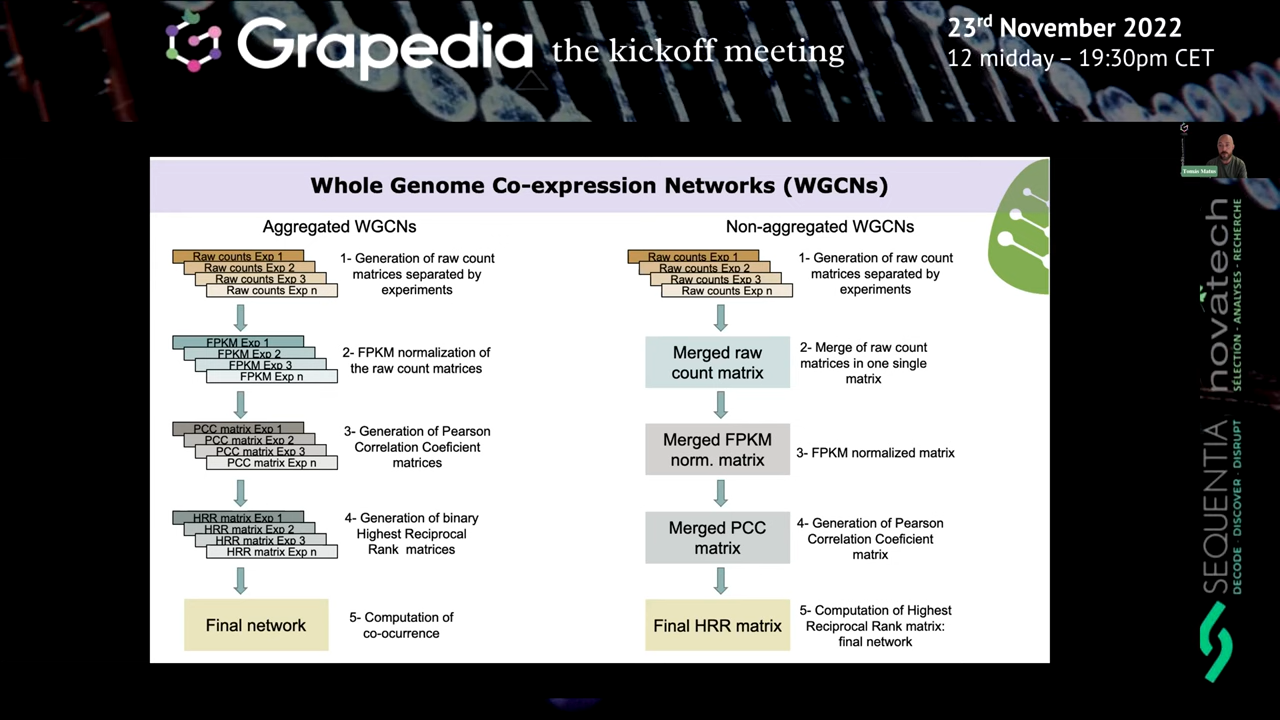 Grapedia the kickoff meeting
23rd November 2022
12 midday – 19:30pm CET
Tomás Matus
Whole Genome Co-expression Networks (WGCNs)
Aggregated WGCNs
Raw counts Exp 1
Raw counts Exp 2
Raw counts Exp 3
Raw counts Exp n
1- Generation of raw count
matrices separated by
experiments
FPKM Exp 1
FPKM Exp 2
FPKM Exp 3
FPKM Exp n
2- FPKM normalization of
the raw count matrices
PCC matrix Exp 1
PCC matrix Exp 2
PCC matrix Exp 3
PCC matrix Exp n
3- Generation of Pearson
Correlation Coeficient
matrices
HRR matrix Exp 1
HRR matrix Exp 2
HRR matrix Exp 3
HRR matrix Exp n
4- Generation of binary
Highest Reciprocal
Rank matrices
Final network
5- Computation of
co-ocurrence
Non-aggregated WGCNs
Raw counts Exp 1
Raw counts Exp 2
Raw counts Exp 3
Raw counts Exp n
1- Generation of raw count
matrices separated by
experiments
Merged raw
count matrix
2- Merge of raw count
matrices in one single
matrix
Merged FPKM
norm. matrix
3- FPKM normalized matrix
Merged PCC
matrix
4- Generation of Pearson
Correlation Coeficient
matrix
Final HRR matrix
5- Computation of Highest
Reciprocal Rank matrix:
final network
novatech
SÉLECTION - ANALYSES - RECHERCHE
SEQUENTIA
DECODE · DISCOVER · DISRUPT